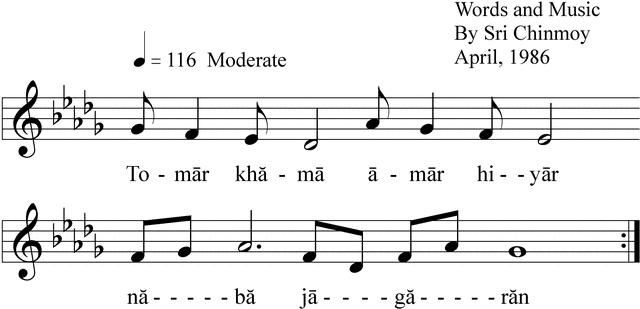 Words and Music
By Sri Chinmoy
= 116 Moderate
April, 1986
To - mār khă - mā ā - mār hi - - yār
nă - - - - - bă jā - - - - gă - - - - - răn